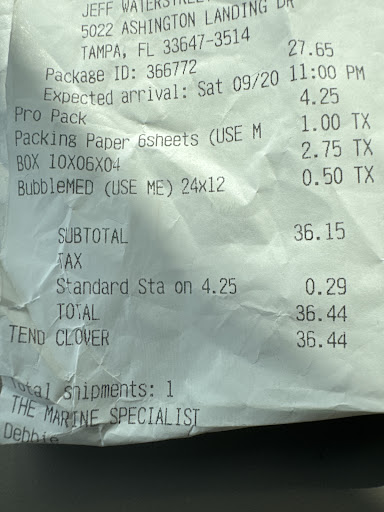 JEFF
5022 ASHINGTON LANDING DR
TAMPA, FL 33647-3514
27.65
Package ID: 366772
Expected arrival: Sat 09/20 11:00 PM
Pro Pack 4.25
Packing Paper 6sheets (USE M 1.00 TX
BOX 10X06X04 2.75 TX
BubbleMED (USE ME) 24x12 0.50 TX
SUBTOTAL 36.15
TAX
Standard Sta on 4.25 0.29
TOTAL 36.44
TEND CLOVER 36.44
Total shipments: 1
THE MARINE SPECIALIST
Debbie